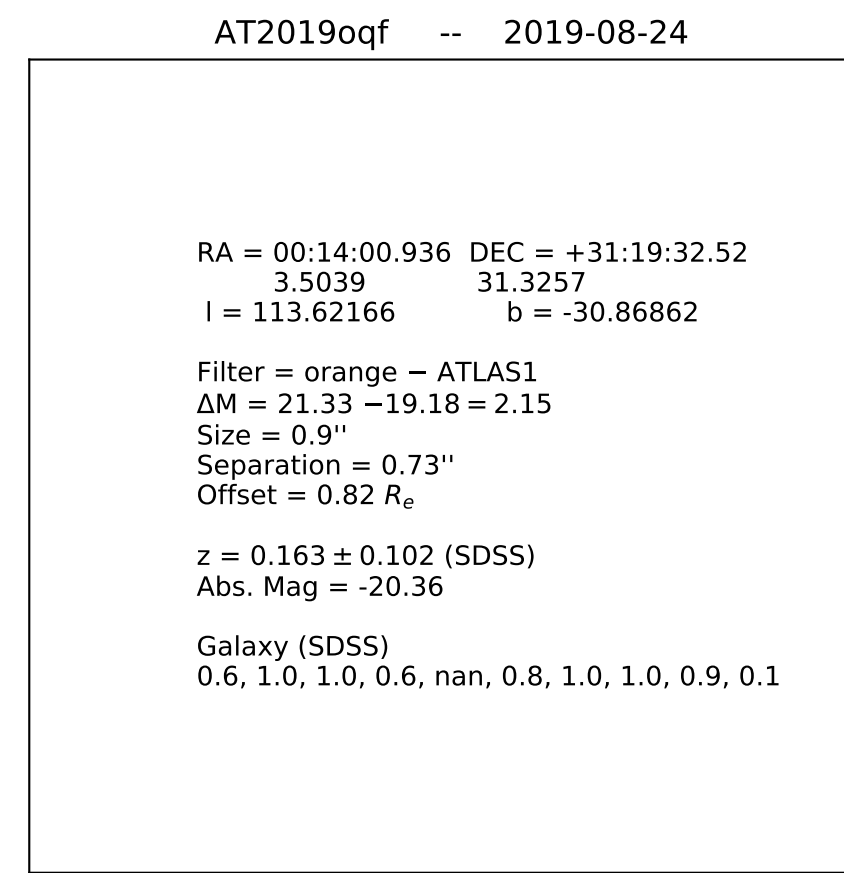 AT2019oqf -- 2019-08-24
RA = 00:14:00.936 DEC = +31:19:32.52
3.5039 31.3257
l = 113.62166 b = -30.86862
Filter = orange − ATLAS1
ΔM = 21.33 −19.18 = 2.15
Size = 0.9''
Separation = 0.73''
Offset = 0.82 Re
z = 0.163 ± 0.102 (SDSS)
Abs. Mag = -20.36
Galaxy (SDSS)
0.6, 1.0, 1.0, 0.6, nan, 0.8, 1.0, 1.0, 0.9, 0.1